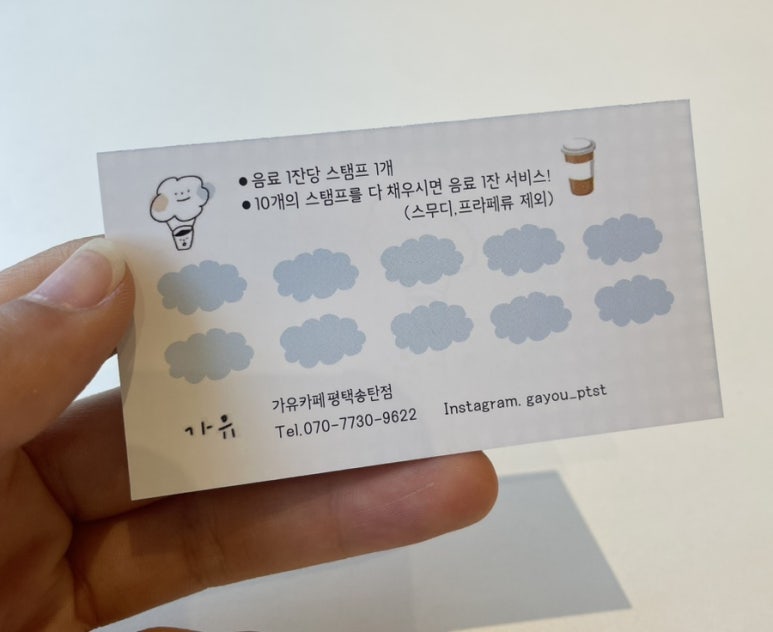 ● 음료 1잔당 스탬프 1개
● 10개의 스탬프를 다 채우시면 음료 1잔 서비스!
(스무디,프라페류 제외)
가유
가유카페평택송탄점
Tel.070-7730-9622
Instagram. gayou_ptst